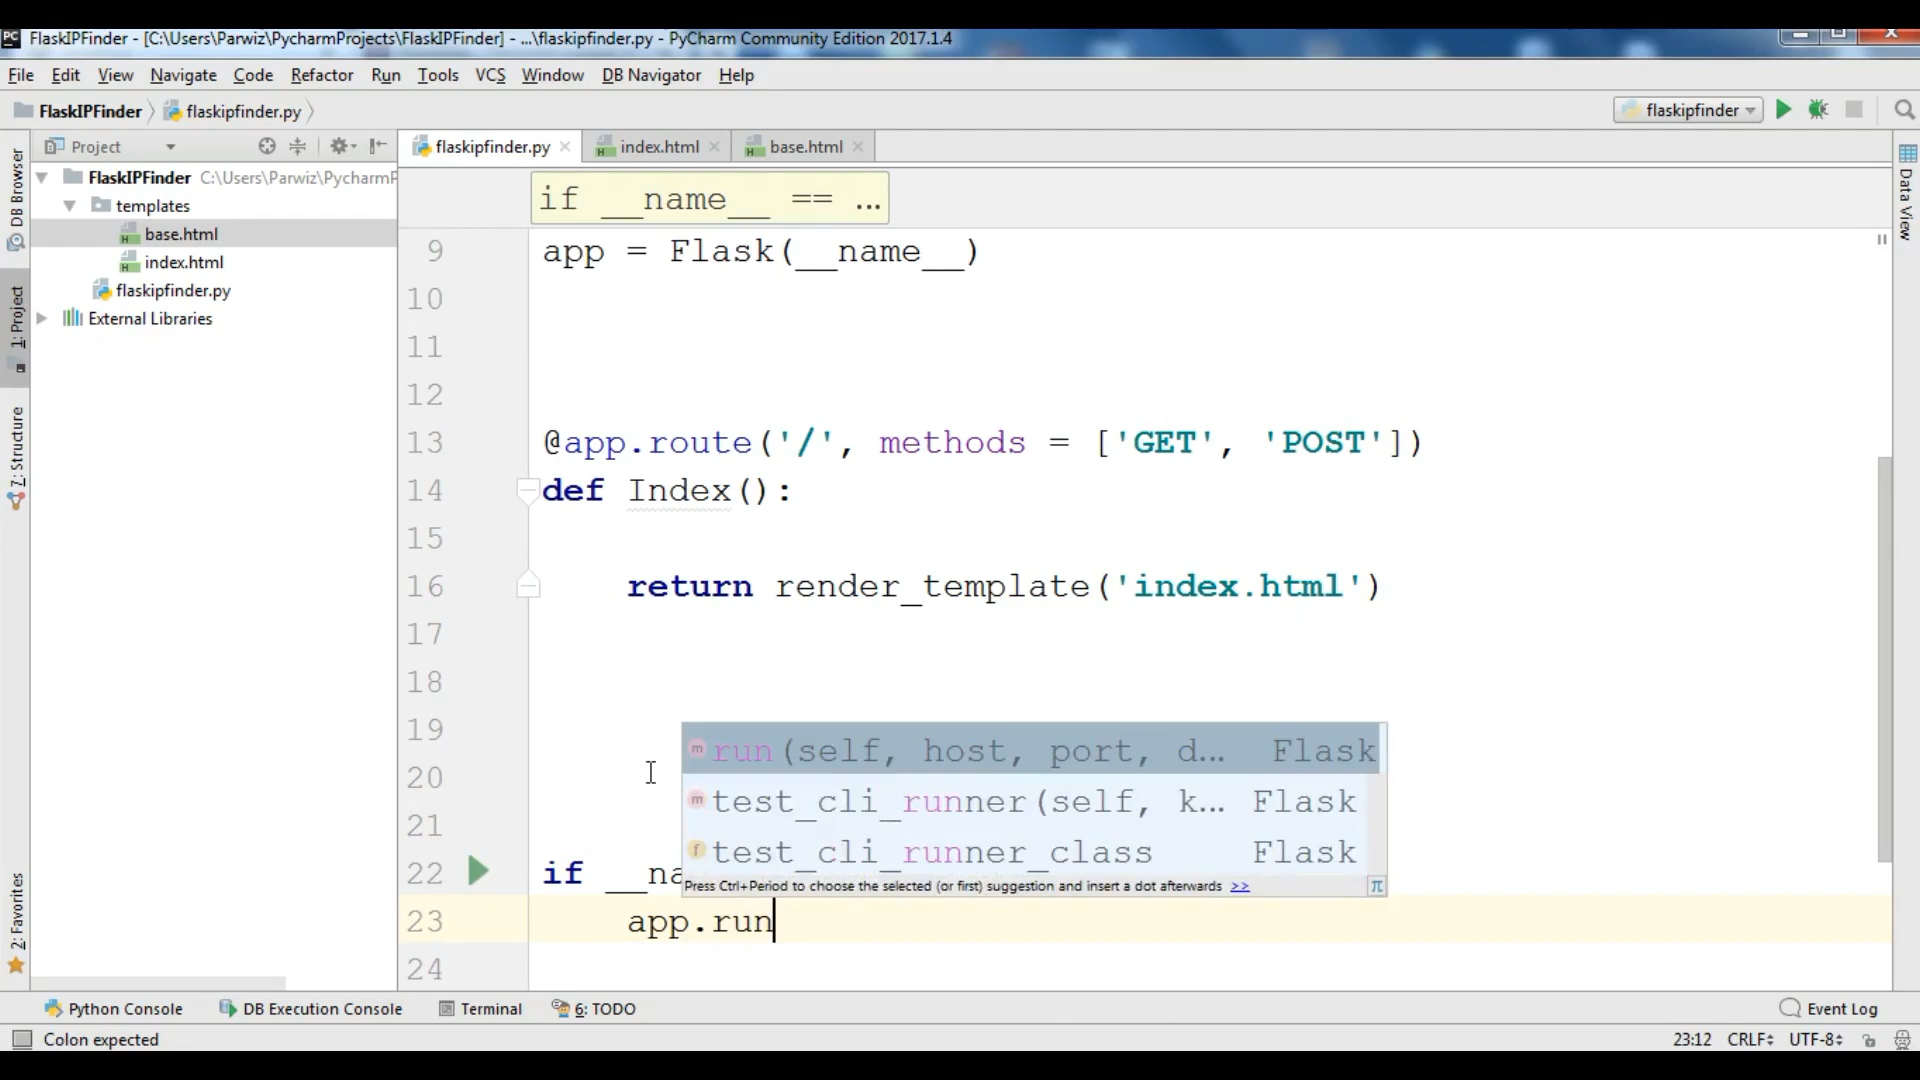 PC FlaskIPFinder - [C:\Users\Parwiz\PycharmProjects\FlaskIPFinder] - ...\flaskipfinder.py - PyCharm Community Edition 2017.1.4
File Edit View Navigate Code Refactor Run Tools VCS Window DB Navigator Help
FlaskIPFinder flaskipfinder.py flaskipfinder
Project flaskipfinder.py index.html base.html
FlaskIPFinder C:\Users\Parwiz\PycharmP
templates
base.html
index.html
flaskipfinder.py
External Libraries
DB Browser
1: Project
7: Structure
2: Favorites
Data View
if __name__ == ...
9 app = Flask(__name__)
10
11
12
13 @app.route('/', methods = ['GET', 'POST'])
14 def Index():
15
16 return render_template('index.html')
17
18
19
20
21
22 if __na
23 app.run
24
m run(self, host, port, d... Flask
m test_cli_runner(self, k... Flask
f test_cli_runner_class Flask
Press Ctrl+Period to choose the selected (or first) suggestion and insert a dot afterwards >> π
Python Console DB Execution Console Terminal 6: TODO Event Log
Colon expected 23:12 CRLF UTF-8